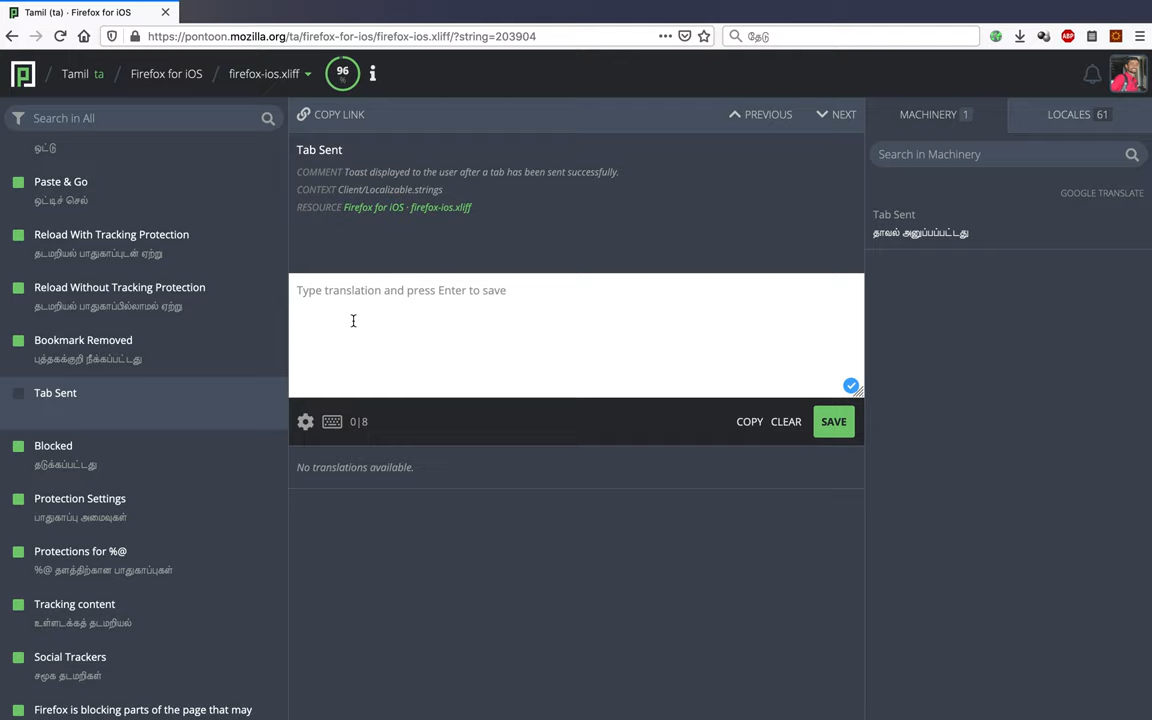 Tamil (ta) · Firefox for iOS
https://pontoon.mozilla.org/ta/firefox-for-ios/firefox-ios.xliff/?string=203904
தேடு
ABP
Tamil ta / Firefox for iOS / firefox-ios.xliff
96
%
Search in All
ஒட்டு
Paste & Go
ஒட்டிச் செல்
Reload With Tracking Protection
தடமறியல் பாதுகாப்புடன் ஏற்று
Reload Without Tracking Protection
தடமறியல் பாதுகாப்பில்லாமல் ஏற்று
Bookmark Removed
புத்தகக்குறி நீக்கப்பட்டது
Tab Sent
Blocked
தடுக்கப்பட்டது
Protection Settings
பாதுகாப்பு அமைவுகள்
Protections for %@
%@ தளத்திற்கான பாதுகாப்புகள்
Tracking content
உள்ளடக்கத் தடமறியல்
Social Trackers
சமூக தடமறிகள்
Firefox is blocking parts of the page that may
COPY LINK
PREVIOUS
NEXT
Tab Sent
COMMENT Toast displayed to the user after a tab has been sent successfully.
CONTEXT Client/Localizable.strings
RESOURCE Firefox for iOS · firefox-ios.xliff
Type translation and press Enter to save
0|8
COPY
CLEAR
SAVE
No translations available.
MACHINERY 1
LOCALES 61
Search in Machinery
GOOGLE TRANSLATE
Tab Sent
தாவல் அனுப்பப்பட்டது